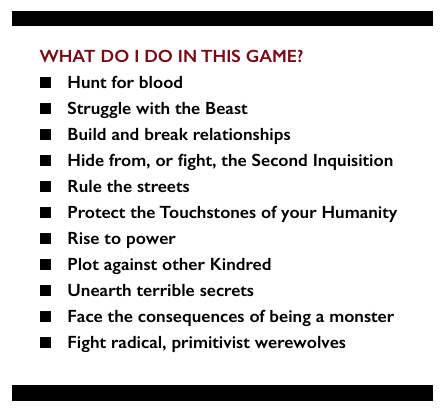 WHAT DO I DO IN THIS GAME?
■ Hunt for blood
■ Struggle with the Beast
■ Build and break relationships
■ Hide from, or fight, the Second Inquisition
■ Rule the streets
■ Protect the Touchstones of your Humanity
■ Rise to power
■ Plot against other Kindred
■ Unearth terrible secrets
■ Face the consequences of being a monster
■ Fight radical, primitivist werewolves